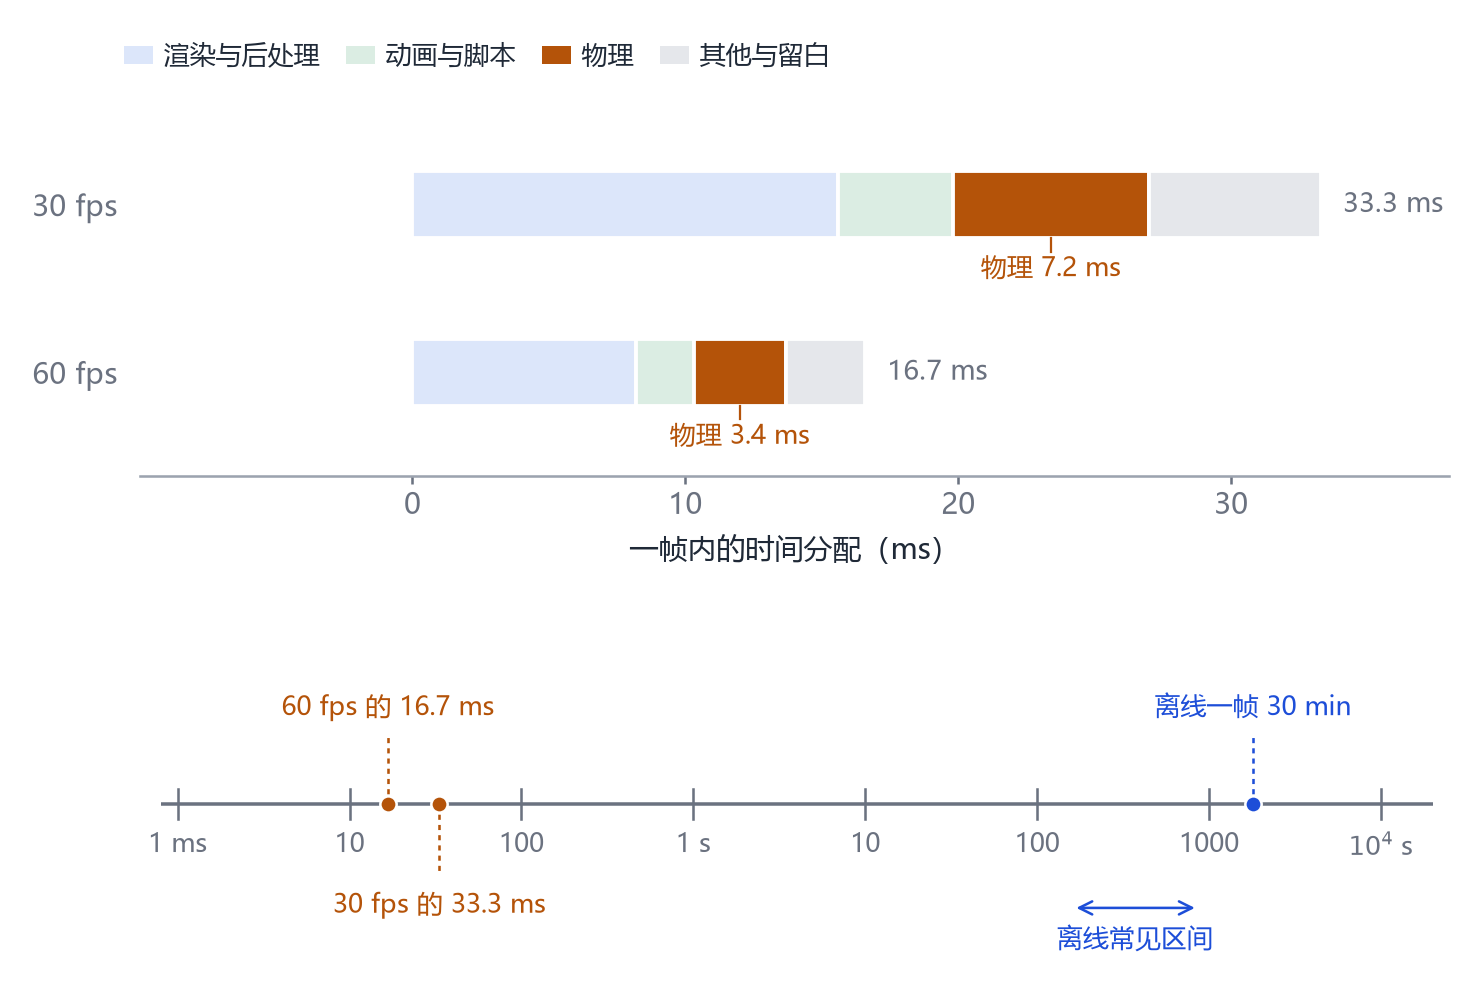 渲染与后处理 动画与脚本 物理 其他与留白
30 fps 33.3 ms
物理 7.2 ms
60 fps 16.7 ms
物理 3.4 ms
0 10 20 30
一帧内的时间分配（ms）
60 fps 的 16.7 ms 离线一帧 30 min
1 ms 10 100 1 s 10 100 1000 10⁴ s
30 fps 的 33.3 ms
离线常见区间